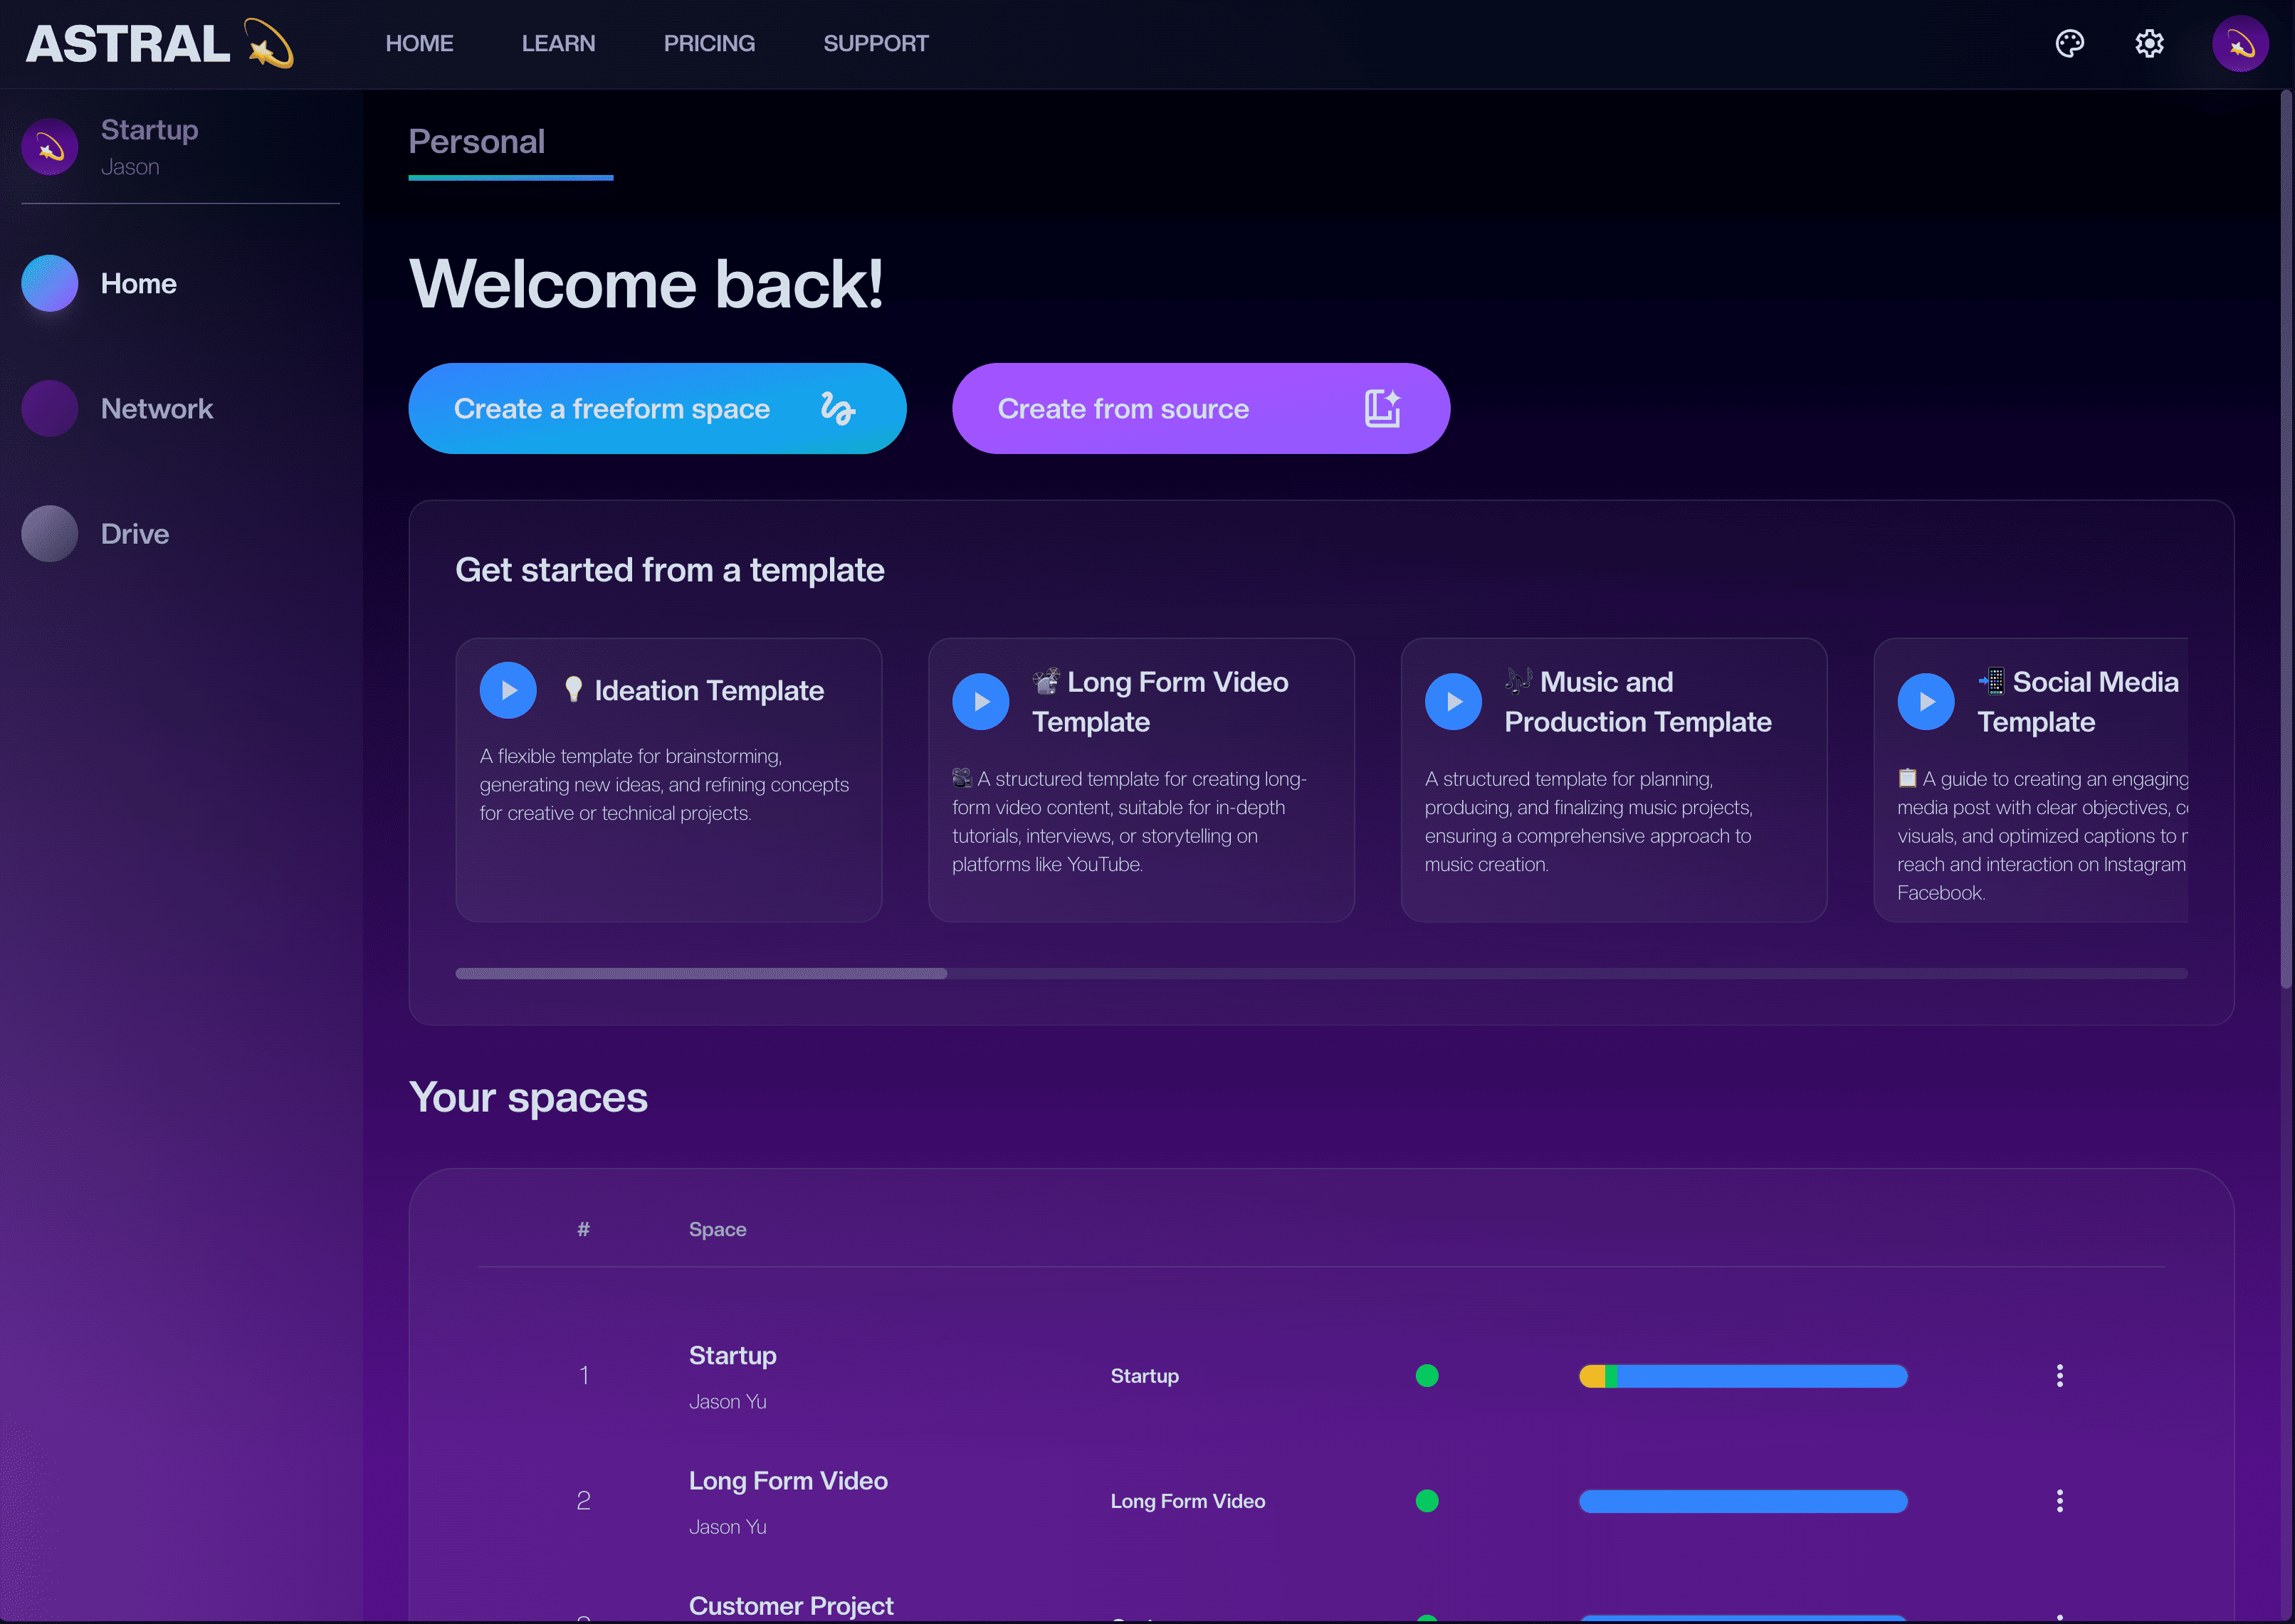 ASTRAL
HOME
LEARN
PRICING
SUPPORT
Startup
Jason
Home
Network
Drive
Personal
Welcome back!
Create a freeform space
Create from source
Get started from a template
Ideation Template
A flexible template for brainstorming,
generating new ideas, and refining concepts
for creative or technical projects.
Long Form Video
Template
A structured template for creating long-
form video content, suitable for in-depth
tutorials, interviews, or storytelling on
platforms like YouTube.
Music and
Production Template
A structured template for planning,
producing, and finalizing music projects,
ensuring a comprehensive approach to
music creation.
Social Media
Template
A guide to creating an engaging
media post with clear objectives,
visuals, and optimized captions to
reach and interaction on Instagram
Facebook.
Your spaces
# Space
1
Startup
Jason Yu
Startup
2
Long Form Video
Jason Yu
Long Form Video
Customer Project